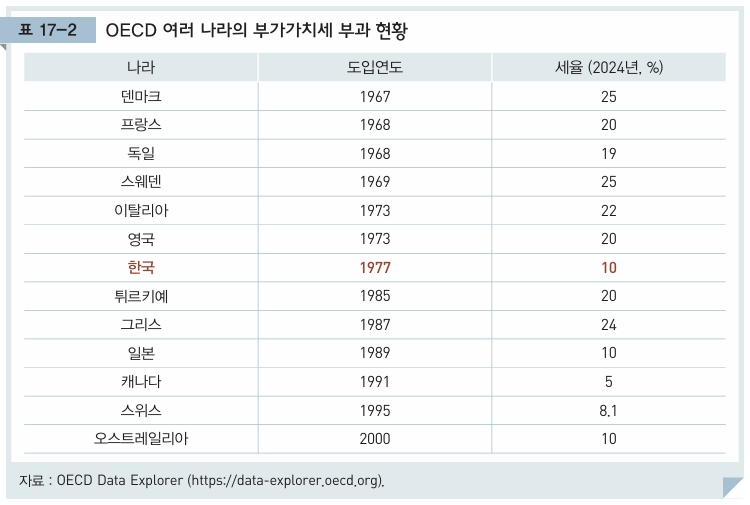 표 17-2 OECD 여러 나라의 부가가치세 부과 현황
나라 도입연도 세율 (2024년, %)
덴마크 1967 25
프랑스 1968 20
독일 1968 19
스웨덴 1969 25
이탈리아 1973 22
영국 1973 20
한국 1977 10
튀르키예 1985 20
그리스 1987 24
일본 1989 10
캐나다 1991 5
스위스 1995 8.1
오스트레일리아 2000 10
자료 : OECD Data Explorer (https://data-explorer.oecd.org).